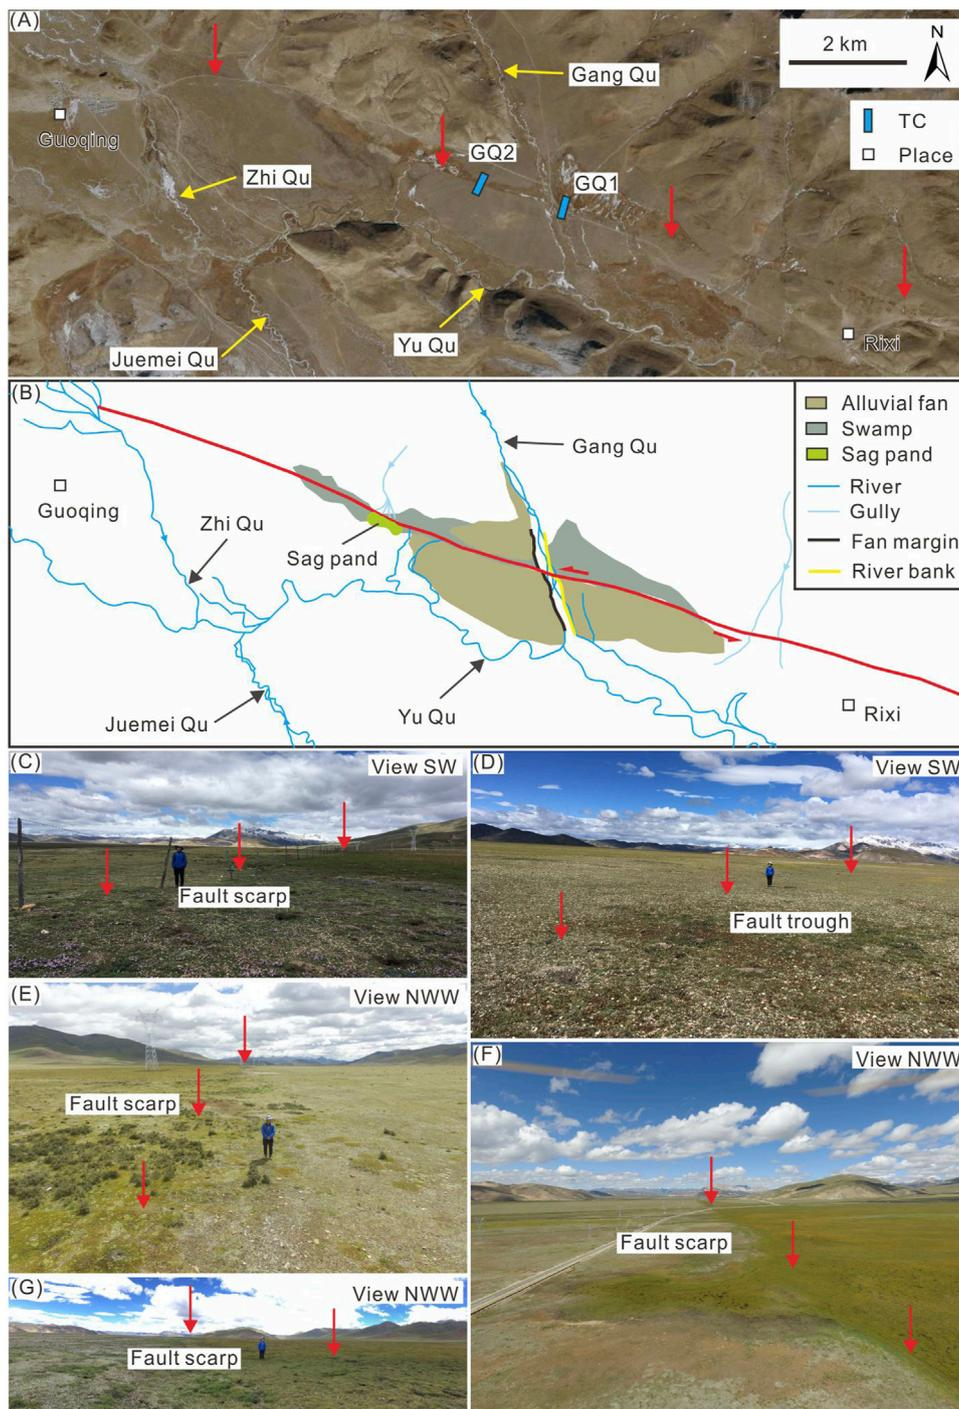 (A)
2 km
N
Gang Qu
TC
Place
Guoqing
GQ2
Zhi Qu
GQ1
Yu Qu
Rixi
Juemei Qu
(B)
Alluvial fan
Swamp
Sag pand
River
Gully
Fan margin
River bank
Gang Qu
Guoqing
Zhi Qu
Sag pand
Juemei Qu
Yu Qu
Rixi
(C)
View SW
Fault scarp
(D)
View SW
Fault trough
(E)
View NWW
Fault scarp
(F)
View NWW
Fault scarp
(G)
View NWW
Fault scarp